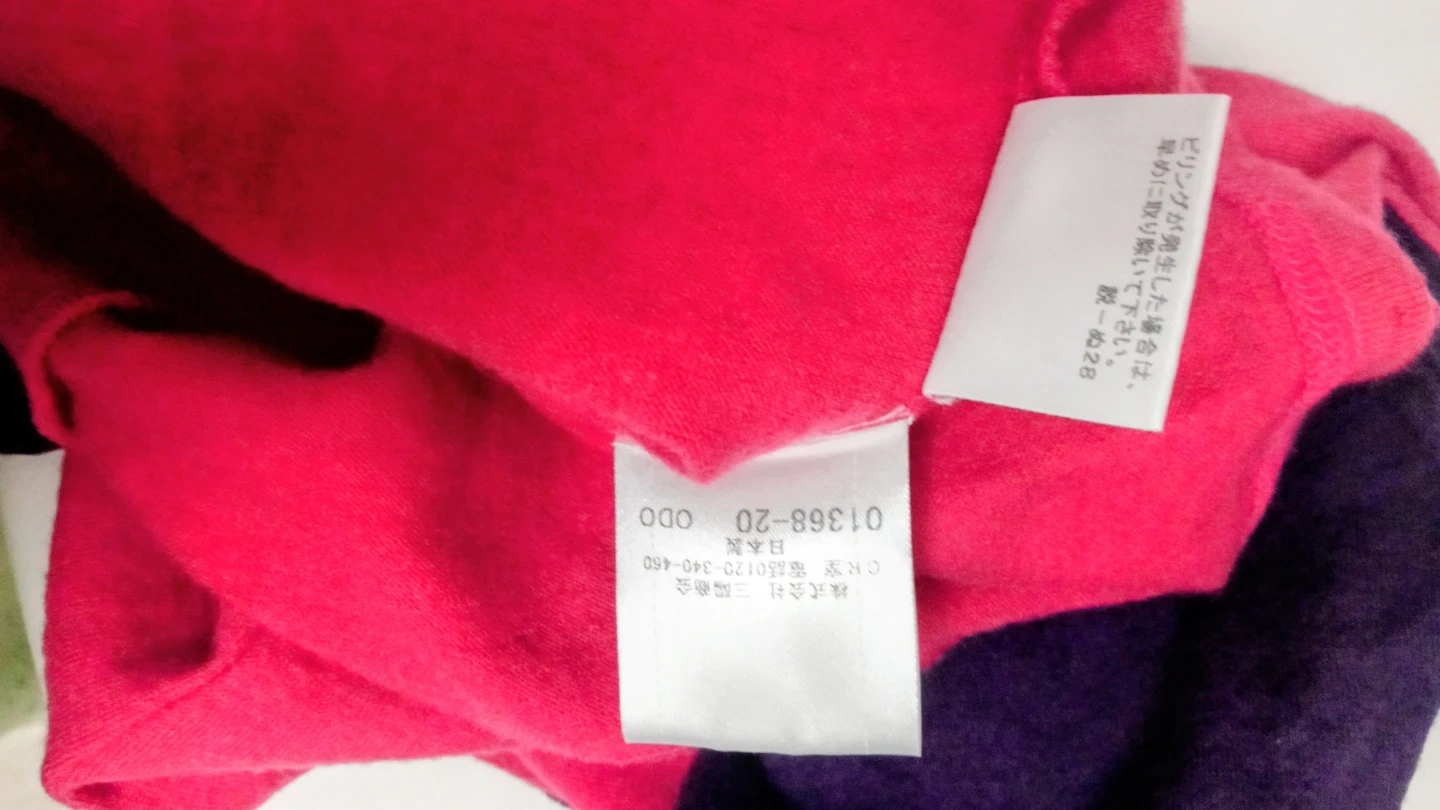 ピリングが発生した場合は、
早めに取り除いて下さい。
脱ーぬ28
01368-20 ODO
日本製
CR室 電話0120-340-460
株式会社 三陽商会